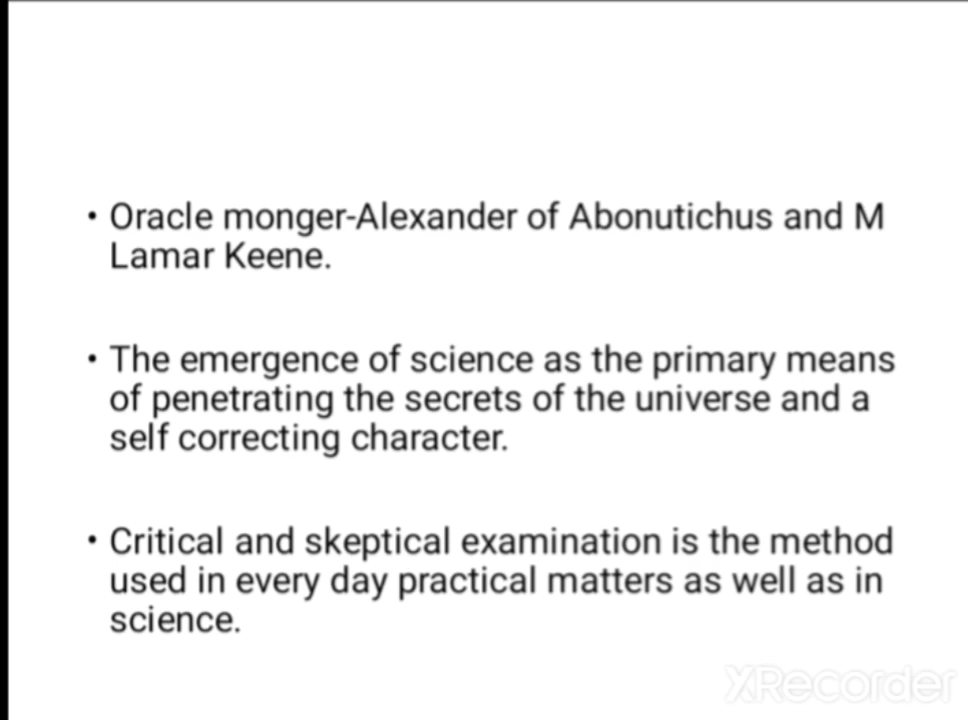 • Oracle monger-Alexander of Abonutichus and M
Lamar Keene.
• The emergence of science as the primary means
of penetrating the secrets of the universe and a
self correcting character.
• Critical and skeptical examination is the method
used in every day practical matters as well as in
science.
XRecorder